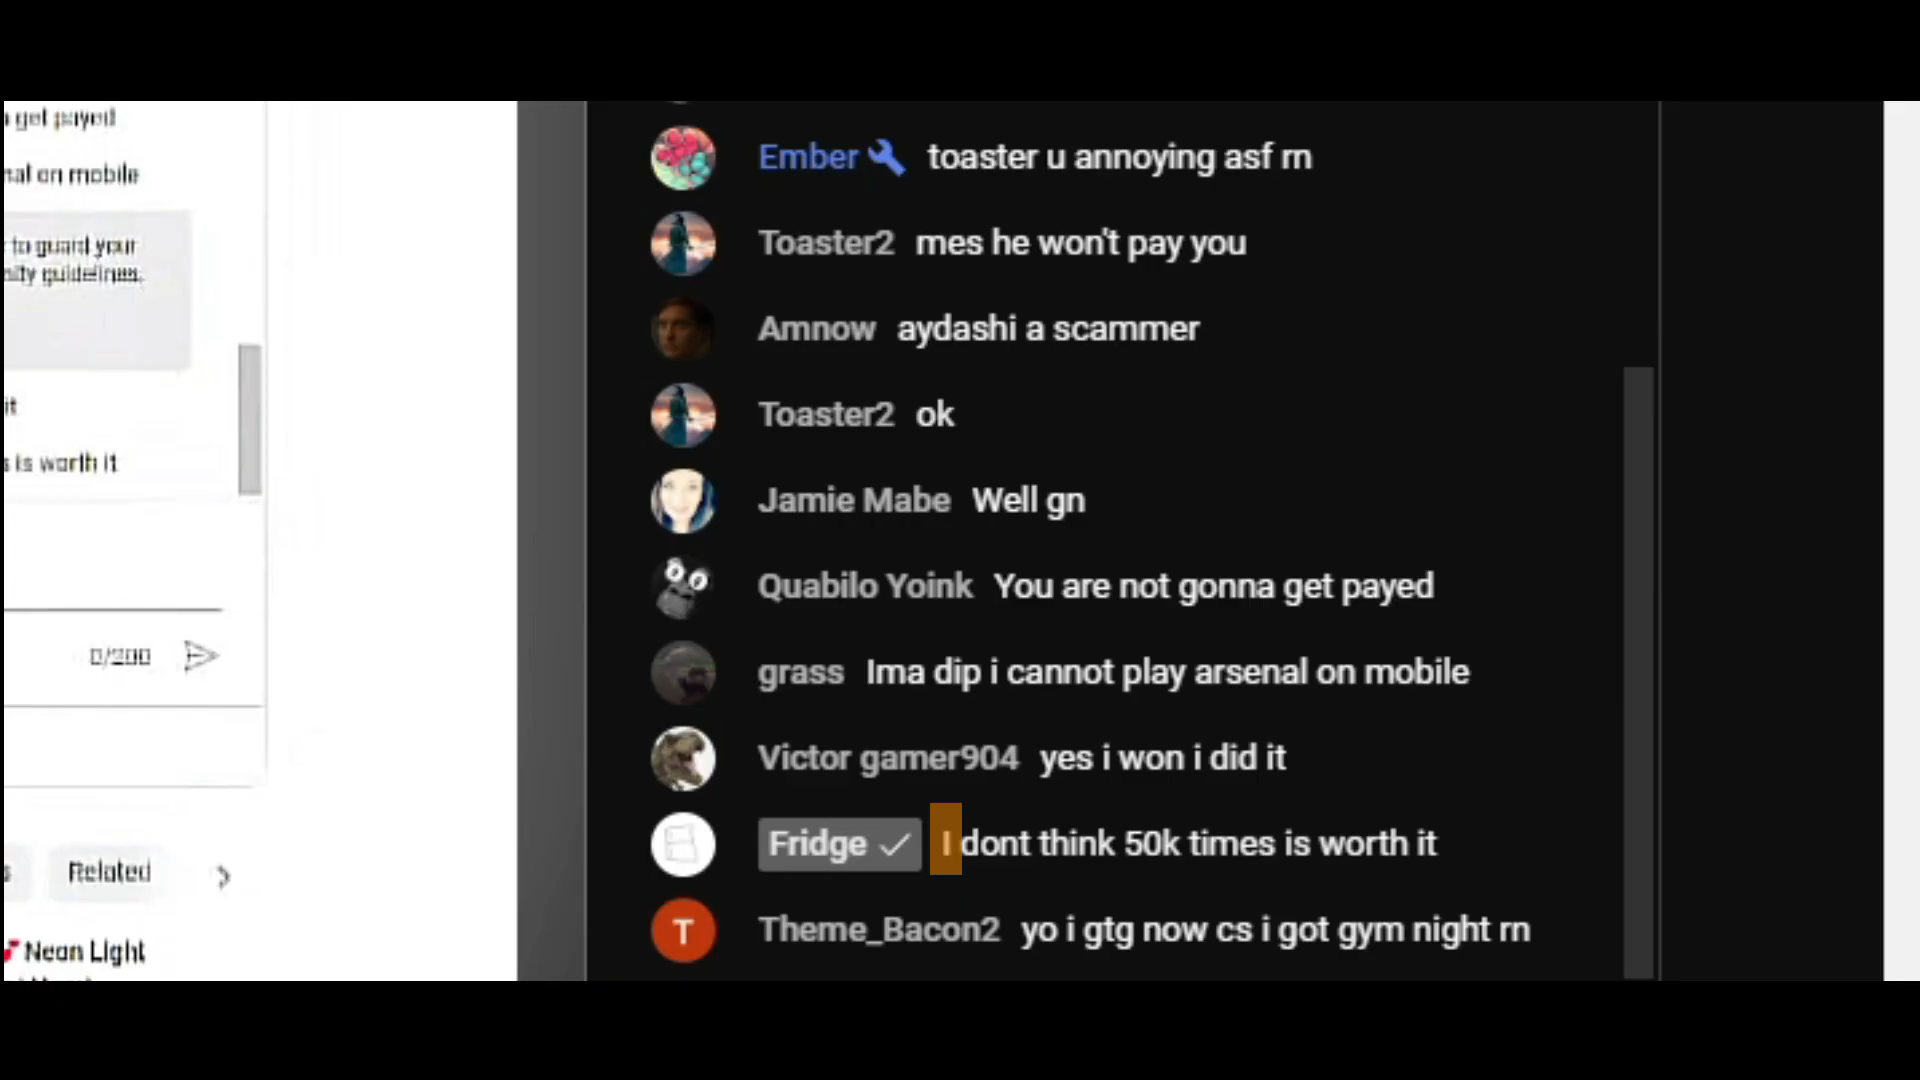 get payed
nal on mobile
to guard your
nity guidelines.
it
s is worth it
0/200
s Related
Neon Light
Ember toaster u annoying asf rn
Toaster2 mes he won't pay you
Amnow aydashi a scammer
Toaster2 ok
Jamie Mabe Well gn
Quabilo Yoink You are not gonna get payed
grass Ima dip i cannot play arsenal on mobile
Victor gamer904 yes i won i did it
Fridge I dont think 50k times is worth it
T Theme_Bacon2 yo i gtg now cs i got gym night rn